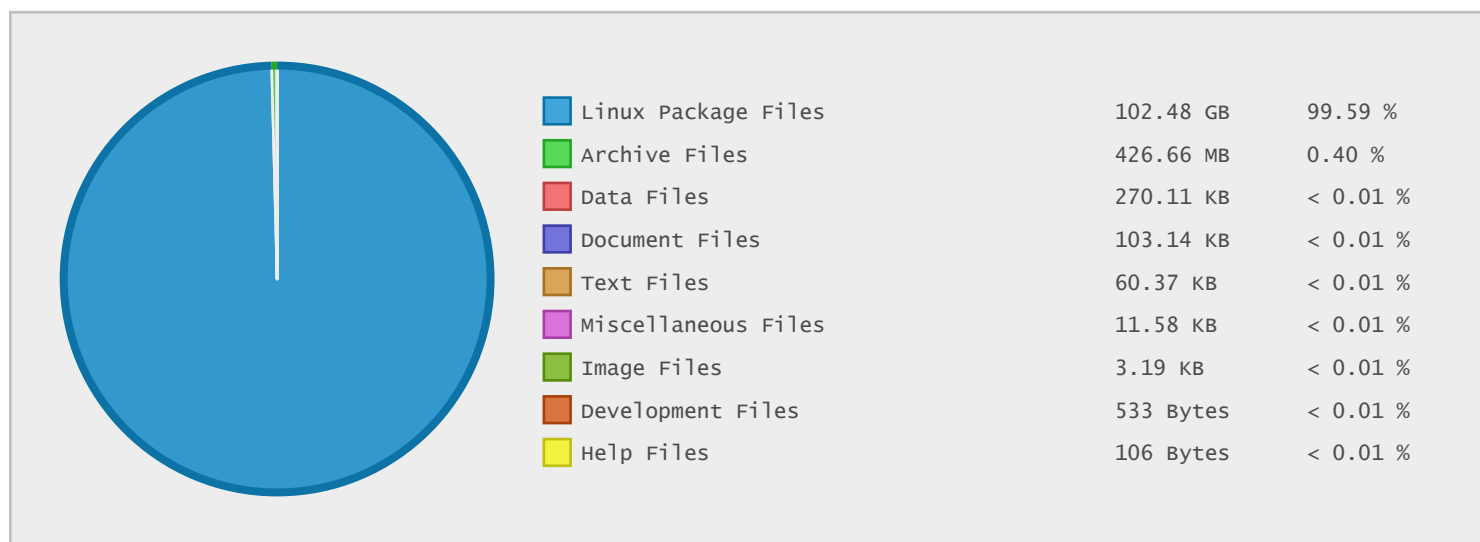 Linux Package Files 102.48 GB 99.59 %
Archive Files 426.66 MB 0.40 %
Data Files 270.11 KB < 0.01 %
Document Files 103.14 KB < 0.01 %
Text Files 60.37 KB < 0.01 %
Miscellaneous Files 11.58 KB < 0.01 %
Image Files 3.19 KB < 0.01 %
Development Files 533 Bytes < 0.01 %
Help Files 106 Bytes < 0.01 %